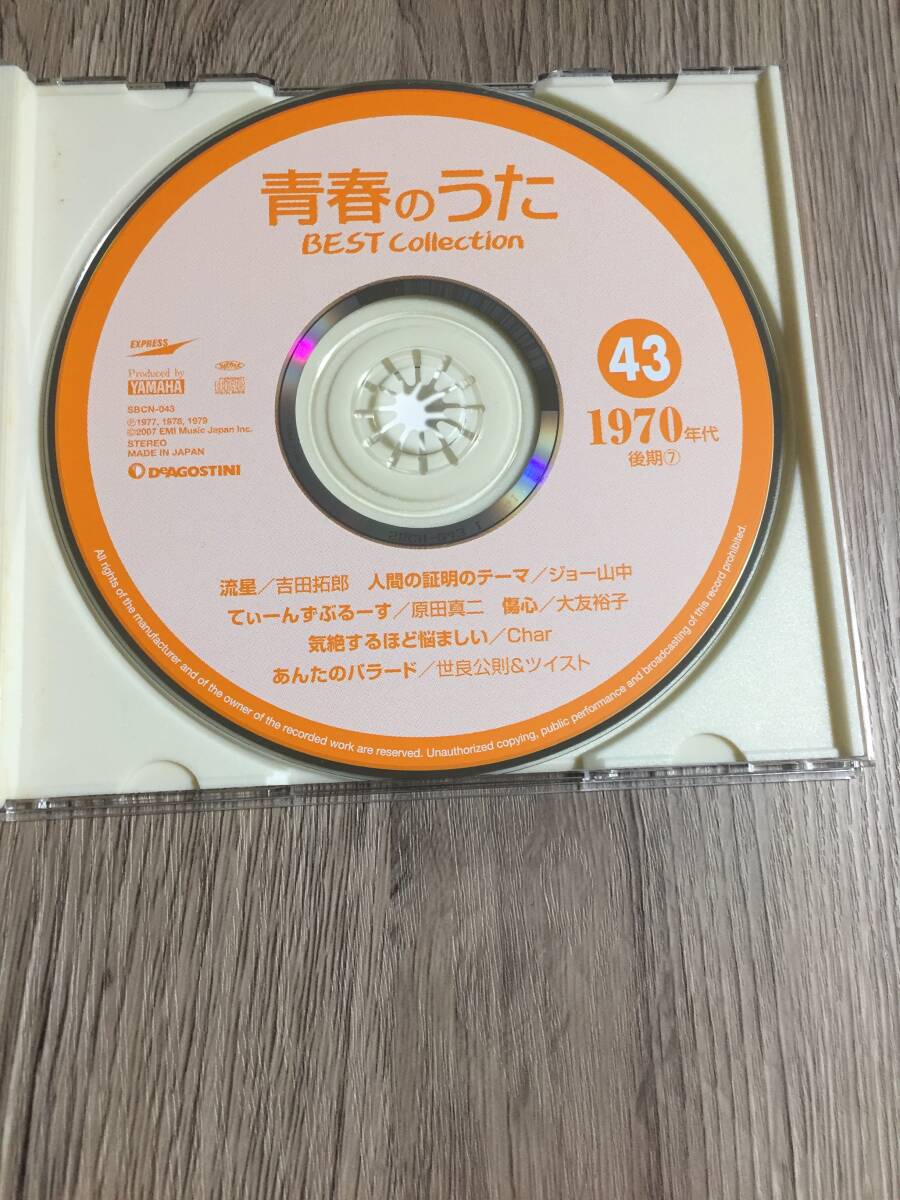 青春のうた
BEST Collection
EXPRESS
Produced by
YAMAHA
SBCN-043
Ⓟ1977, 1978, 1979
©2007 EMI Music Japan Inc.
STEREO
MADE IN JAPAN
DeAGOSTINI
43
1970年代
後期⑦
流星／吉田拓郎 人間の証明のテーマ／ジョー山中
てぃーんずぶるーす／原田真二 傷心／大友裕子
気絶するほど悩ましい／Char
あんたのバラード／世良公則&ツイスト
All rights of the manufacturer and of the owner of the recorded work are reserved. Unauthorized copying, public performance and broadcasting of this record prohibited.